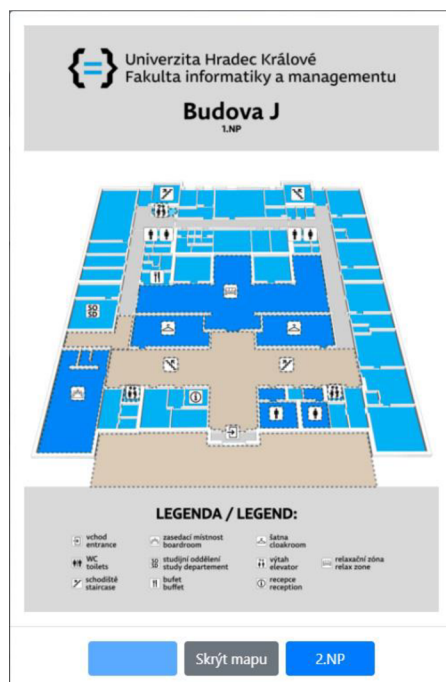 {=} Univerzita Hradec Králové
Fakulta informatiky a managementu
Budova J
1.NP
SO
SD
LEGENDA / LEGEND:
vchod
entrance
zasedací místnost
boardroom
šatna
cloakroom
WC
toilets
SO
SD
studijní oddělení
study departement
výtah
elevator
relaxační zóna
relax zone
schodiště
staircase
bufet
buffet
recepce
reception
Skrýt mapu
2.NP